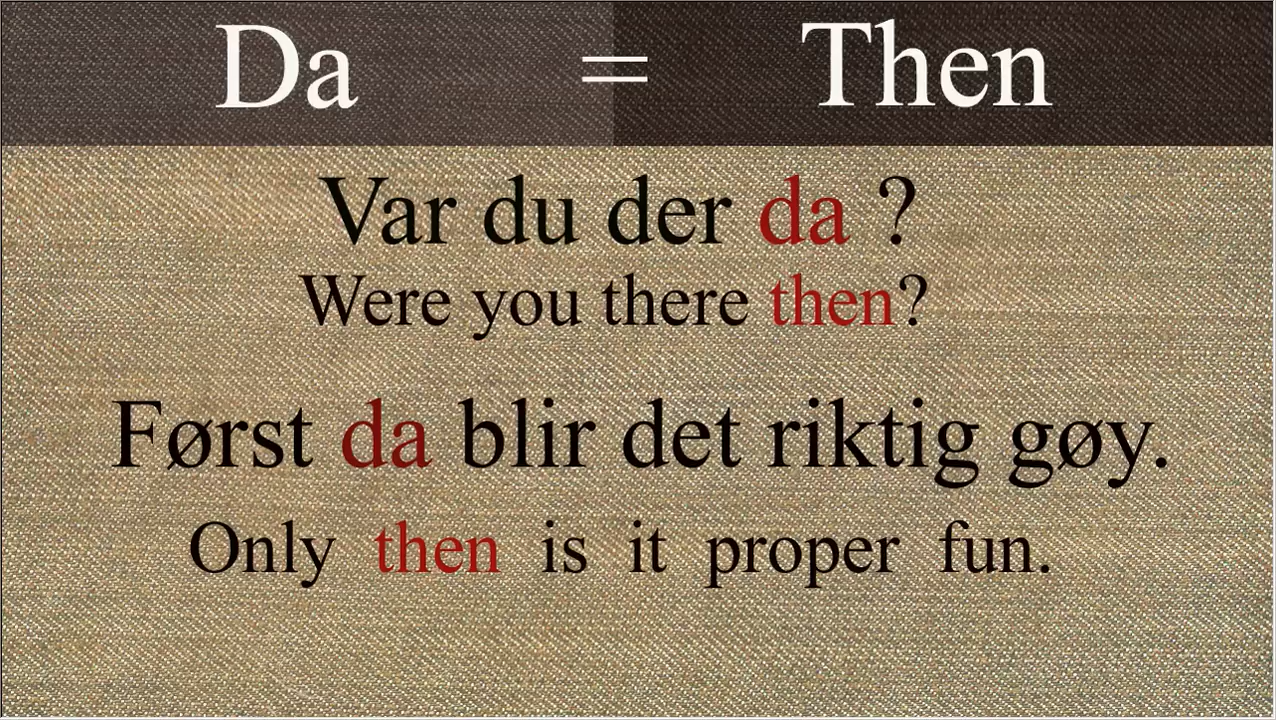 Da = Then
Var du der da ?
Were you there then?
Først da blir det riktig gøy.
Only then is it proper fun.